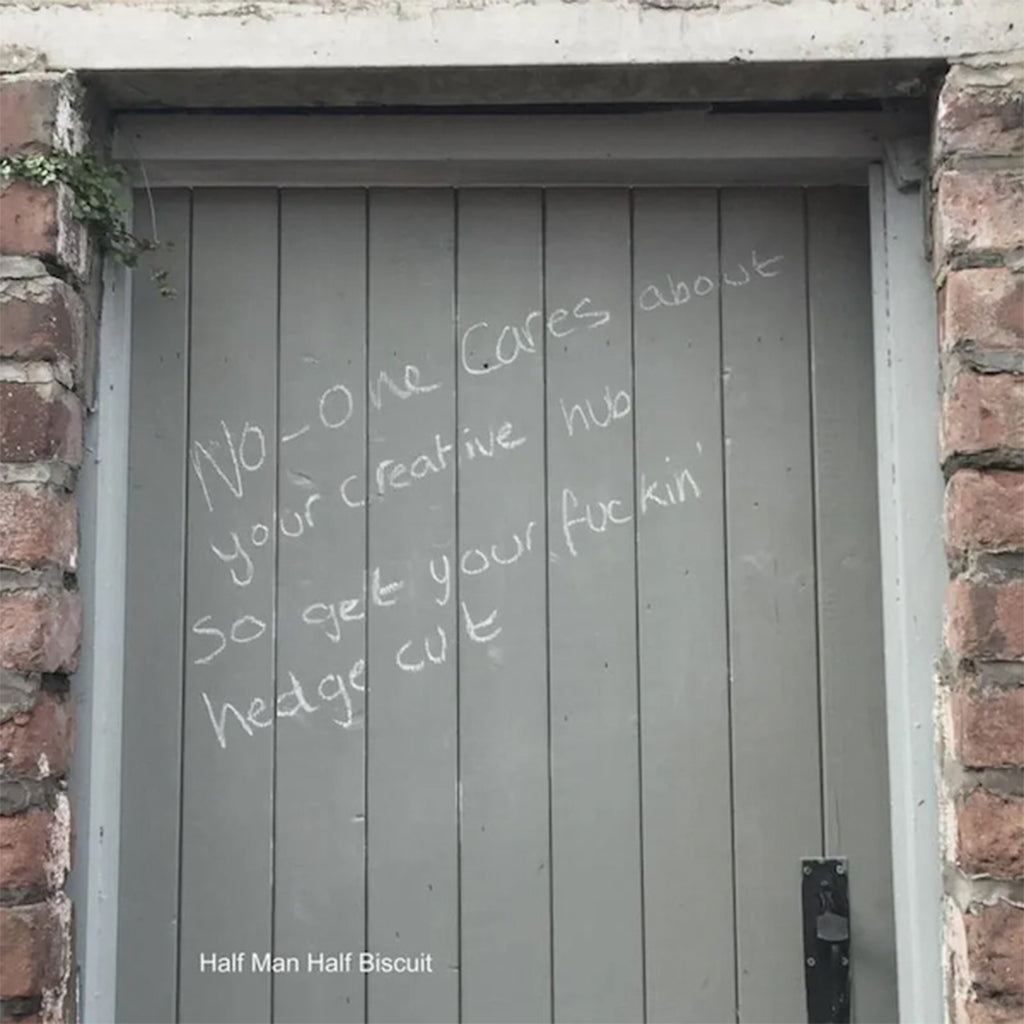 No-one Cares about
your creative hub
so get your fuckin'
hedge cut
Half Man Half Biscuit